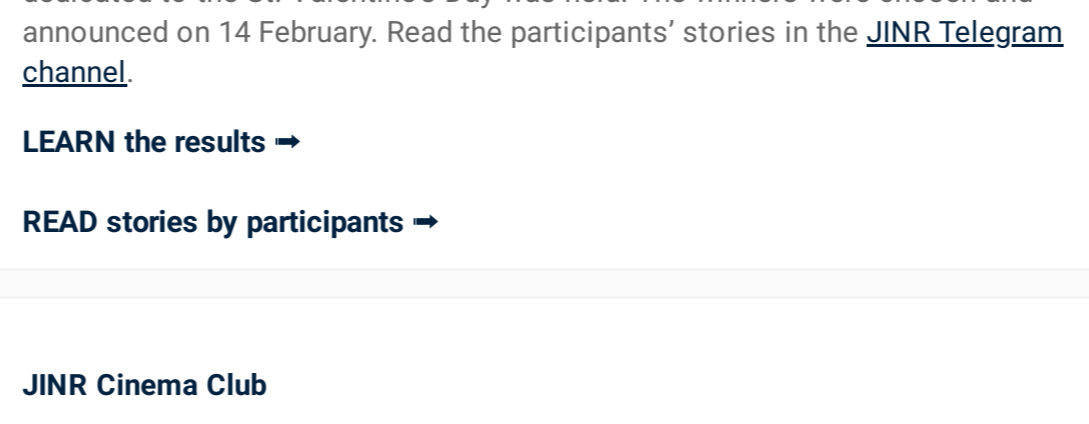 announced on 14 February. Read the participants’ stories in the JINR Telegram
channel.
LEARN the results ➞
READ stories by participants ➞
JINR Cinema Club